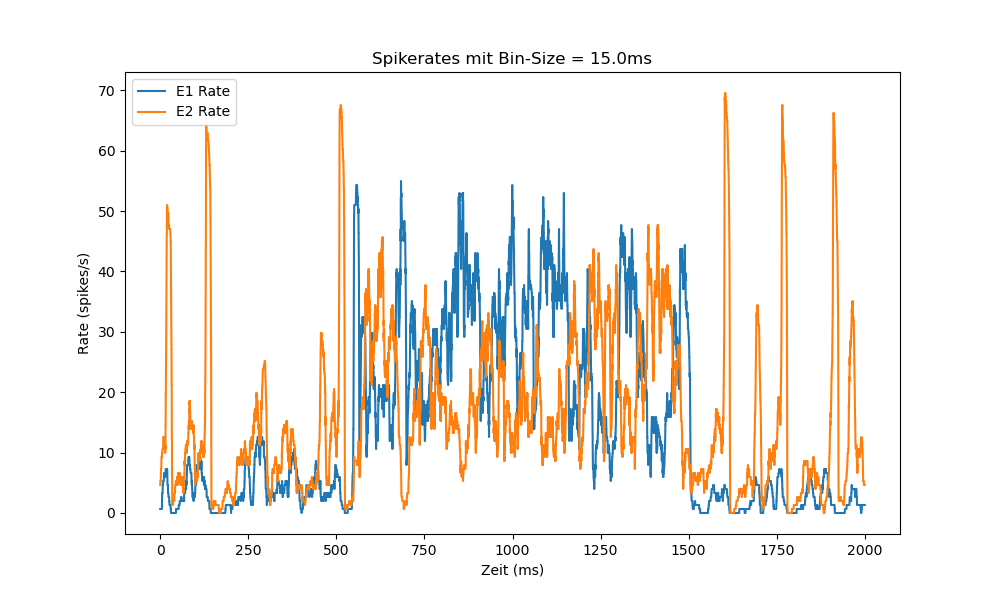 Spikerates mit Bin-Size = 15.0ms
E1 Rate
E2 Rate
Rate (spikes/s)
70
60
50
40
30
20
10
0
0 250 500 750 1000 1250 1500 1750 2000
Zeit (ms)